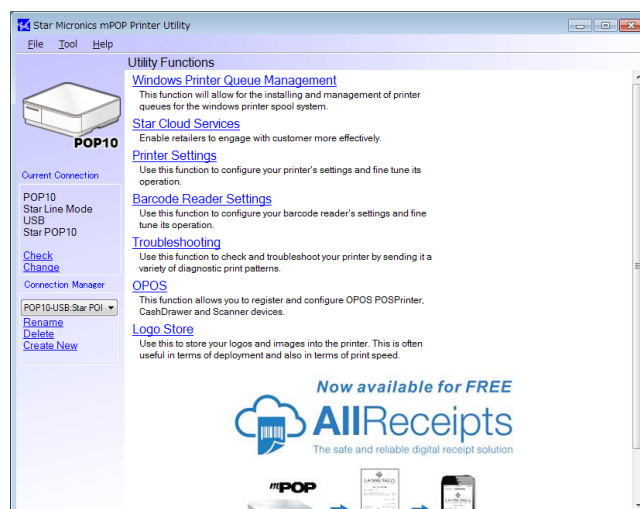 Star Micronics mPOP Printer Utility
File Tool Help
Utility Functions
POP10
Current Connection
POP10
Star Line Mode
USB
Star POP10
Check
Change
Connection Manager
POP10-USB:Star POI
Rename
Delete
Create New
Windows Printer Queue Management
This function will allow for the installing and management of printer
queues for the windows printer spool system.
Star Cloud Services
Enable retailers to engage with customer more effectively.
Printer Settings
Use this function to configure your printer's settings and fine tune its
operation.
Barcode Reader Settings
Use this function to configure your barcode reader's settings and fine
tune its operation.
Troubleshooting
Use this function to check and troubleshoot your printer by sending it a
variety of diagnostic print patterns.
OPOS
This function allows you to register and configure OPOS POSPrinter,
CashDrawer and Scanner devices.
Logo Store
Use this to store your logos and images into the printer. This is often
useful in terms of deployment and also in terms of print speed.
Now available for FREE
AllReceipts
The safe and reliable digital receipt solution
mPOP